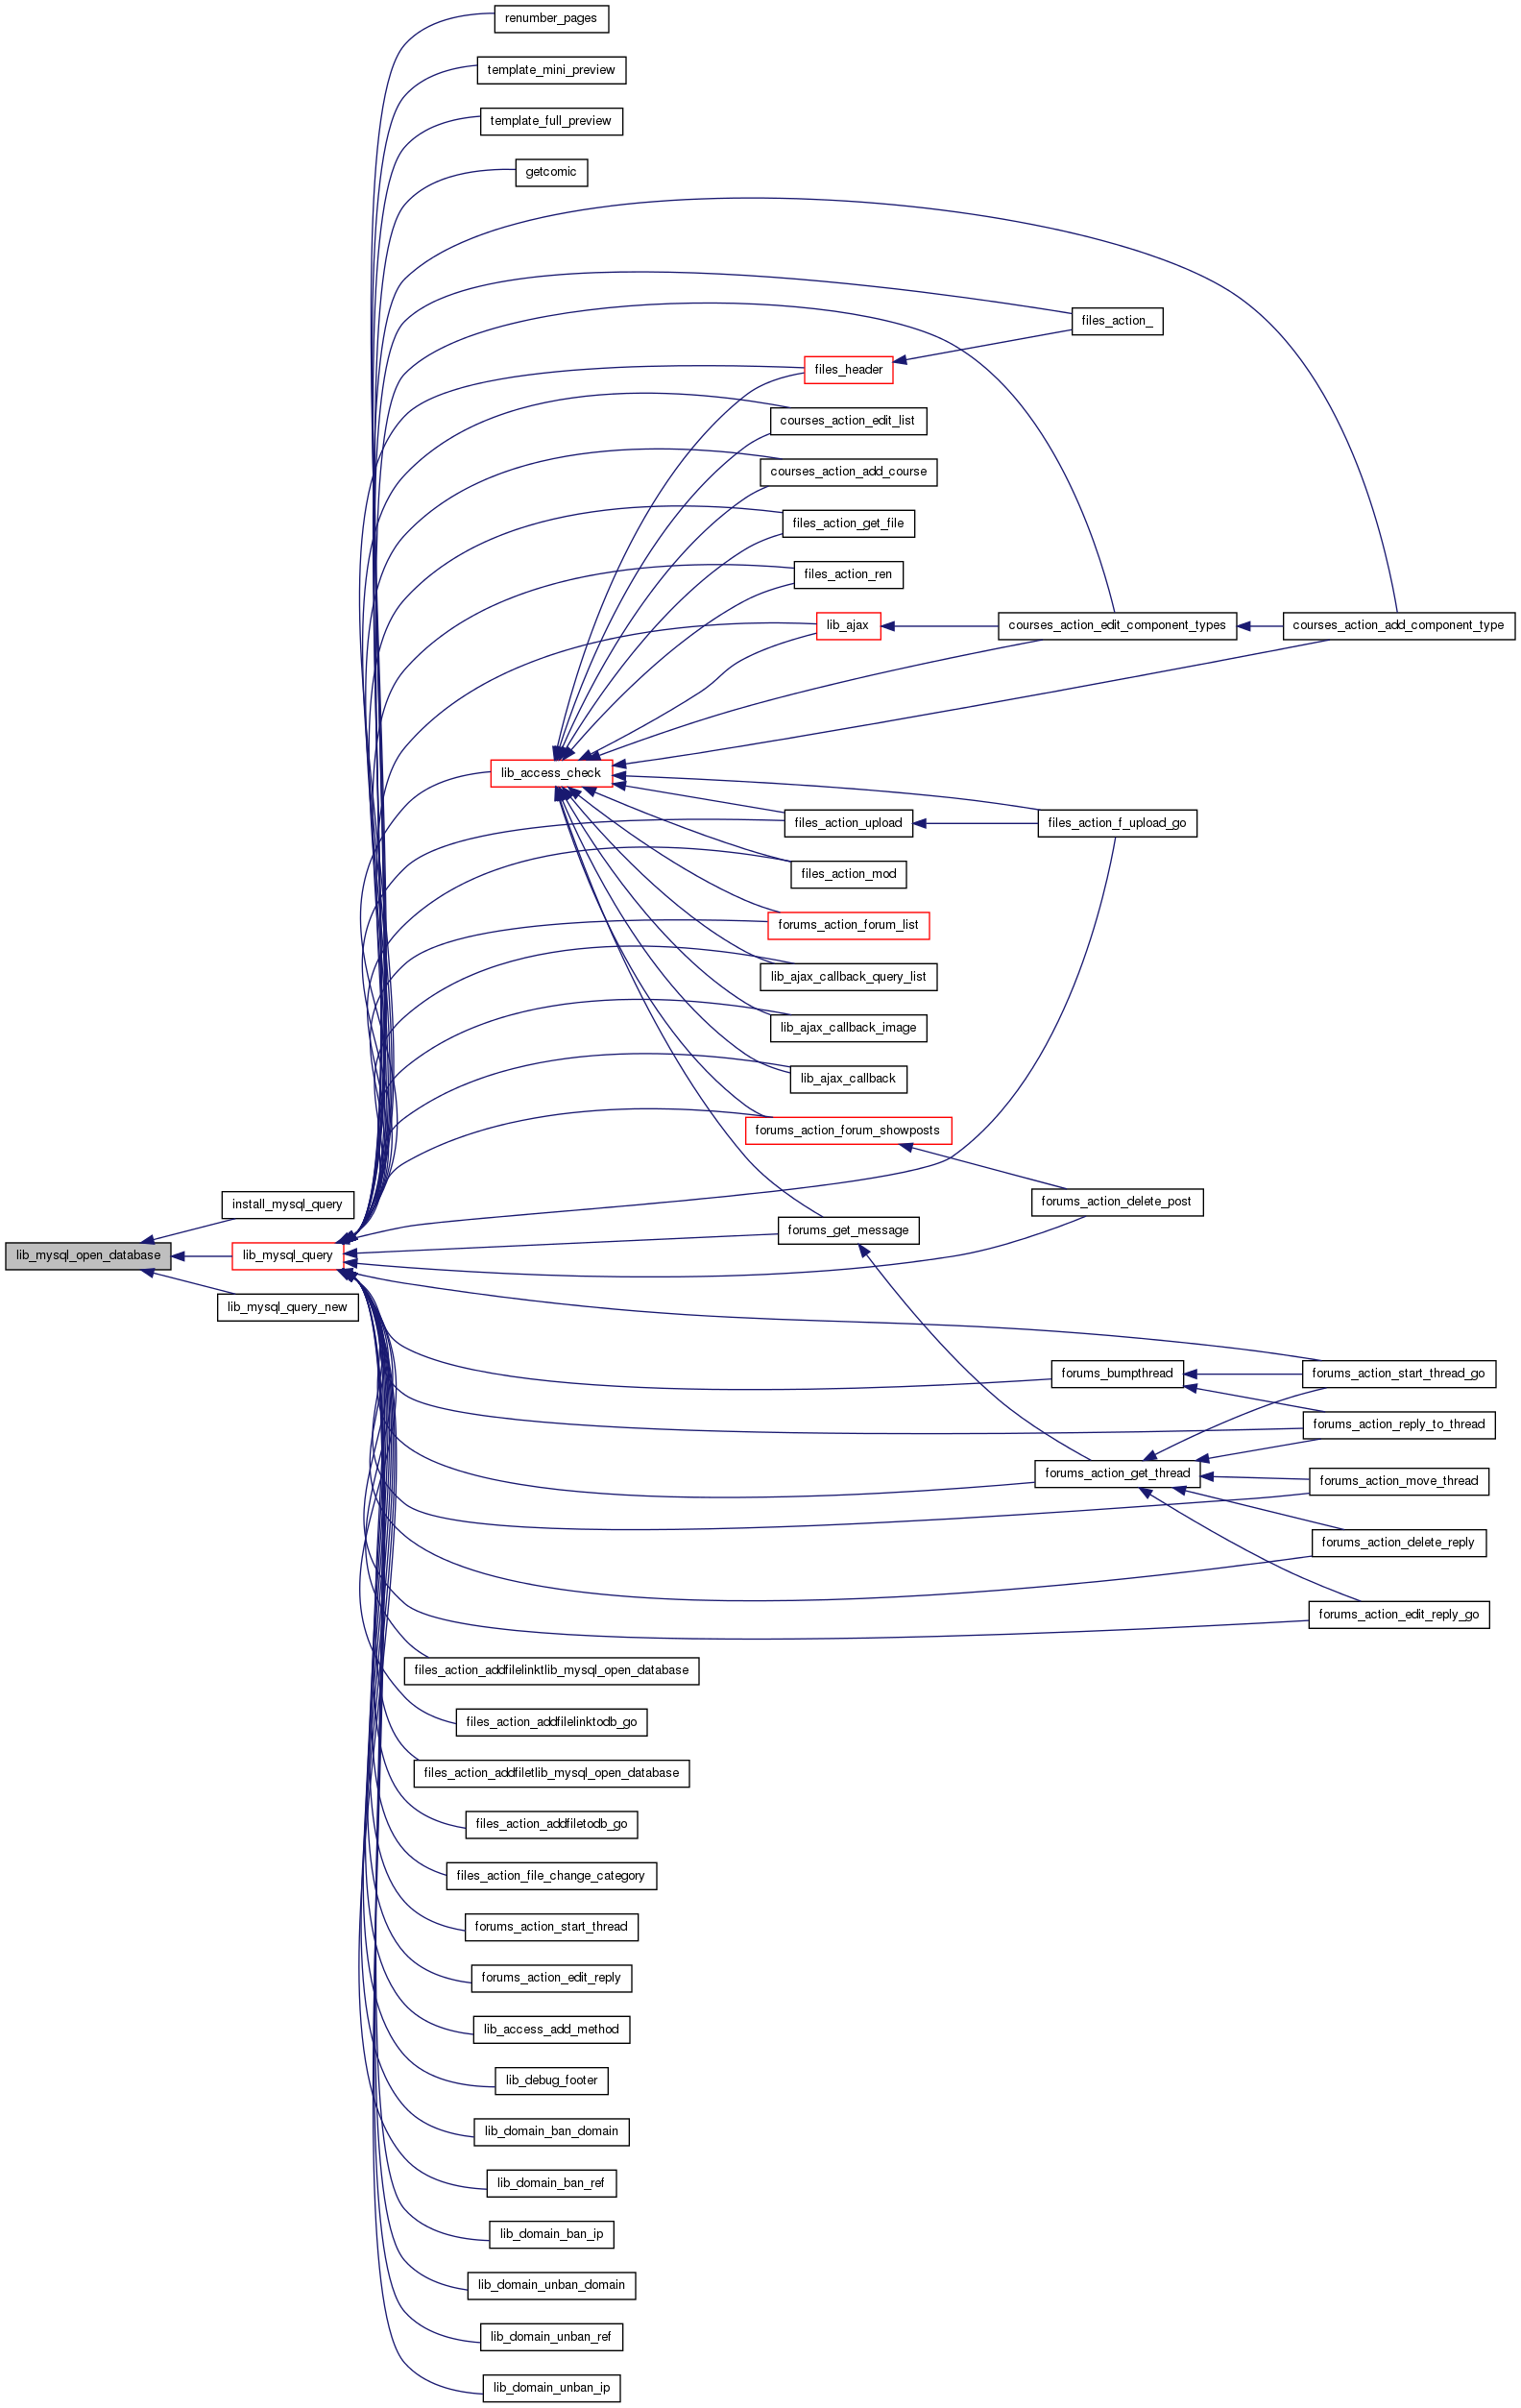 renumber_pages
template_mini_preview
template_full_preview
getcomic
files_action_
files_header
courses_action_edit_list
courses_action_add_course
files_action_get_file
files_action_ren
lib_ajax
courses_action_edit_component_types
courses_action_add_component_type
lib_access_check
files_action_upload
files_action_f_upload_go
files_action_mod
forums_action_forum_list
lib_ajax_callback_query_list
lib_ajax_callback_image
lib_ajax_callback
forums_action_forum_showposts
install_mysql_query
forums_action_delete_post
forums_get_message
lib_mysql_open_database
lib_mysql_query
lib_mysql_query_new
forums_bumpthread
forums_action_start_thread_go
forums_action_reply_to_thread
forums_action_get_thread
forums_action_move_thread
forums_action_delete_reply
forums_action_edit_reply_go
files_action_addfilelinktlib_mysql_open_database
files_action_addfilelinktodb_go
files_action_addfiletlib_mysql_open_database
files_action_addfiletodb_go
files_action_file_change_category
forums_action_start_thread
forums_action_edit_reply
lib_access_add_method
lib_debug_footer
lib_domain_ban_domain
lib_domain_ban_ref
lib_domain_ban_ip
lib_domain_unban_domain
lib_domain_unban_ref
lib_domain_unban_ip